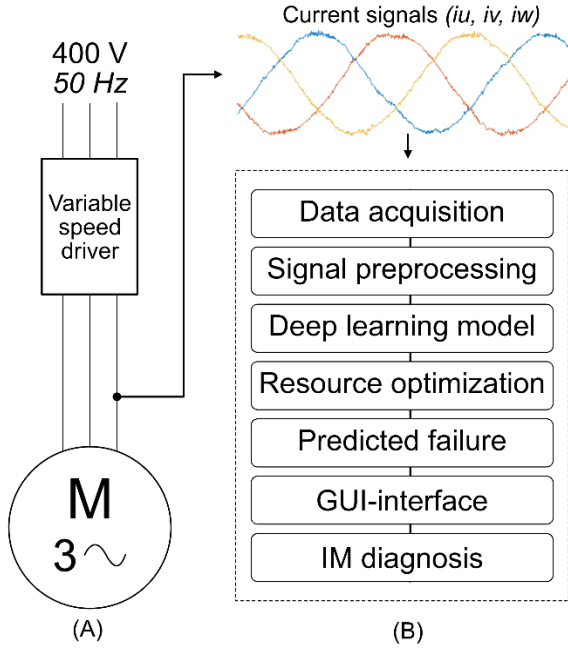 Current signals (iu, iv, iw)
400 V
50 Hz
Variable
speed
driver
M
3
(A)
Data acquisition
Signal preprocessing
Deep learning model
Resource optimization
Predicted failure
GUI-interface
IM diagnosis
(B)